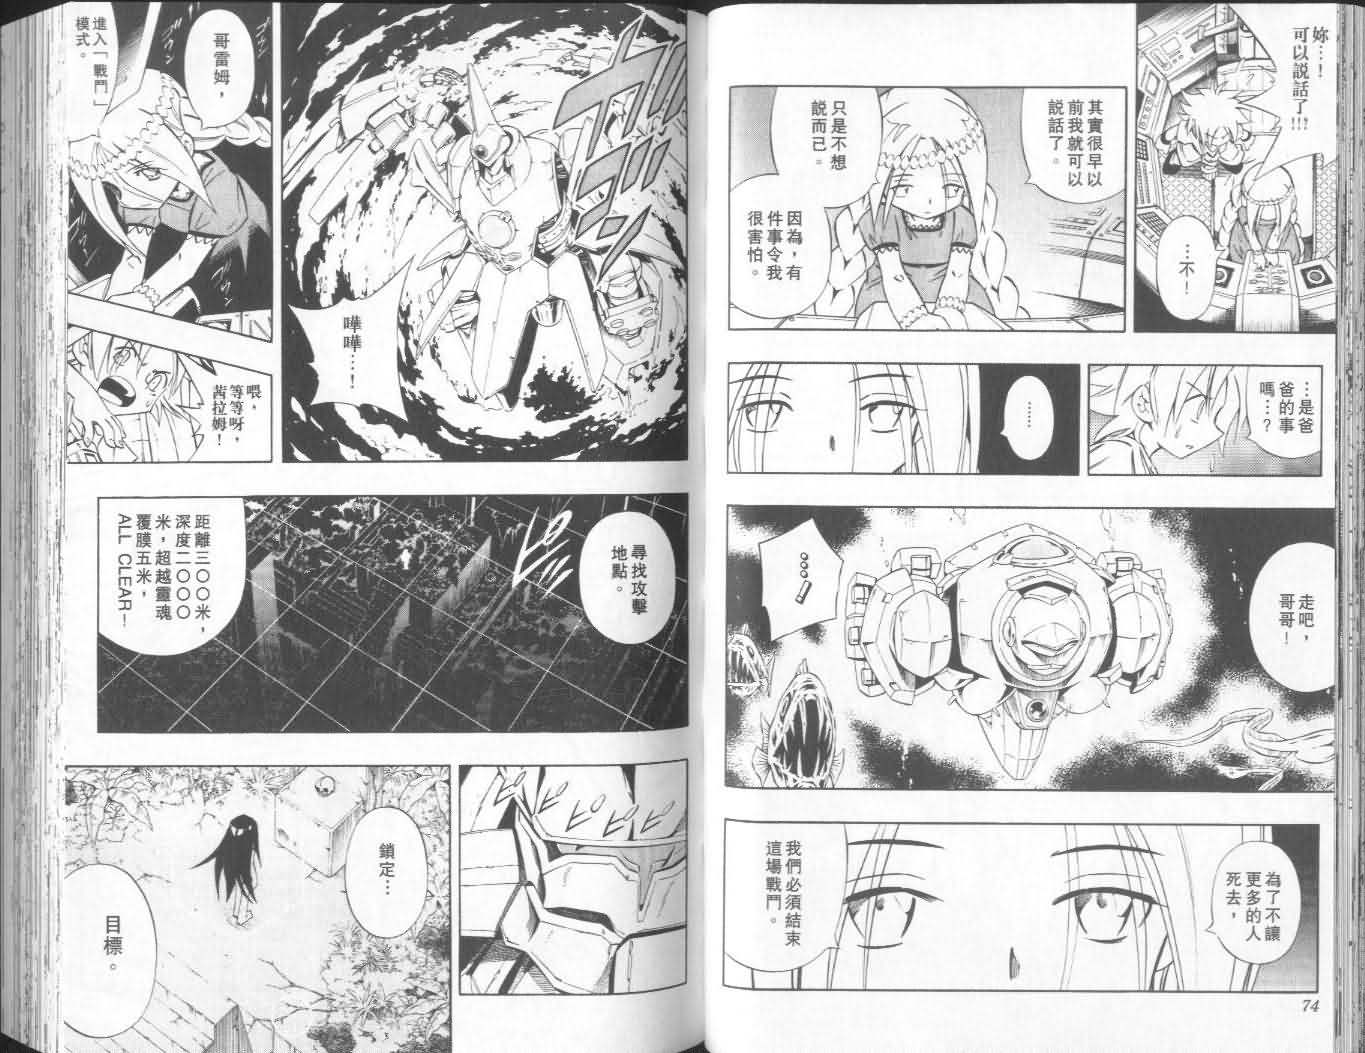 妳…！
可以說話了!!?
…不！
其實很早以
前我就可以
說話了。
只是不想
說而已。
因為，有
件事令我
很害怕。
…是爸
爸的事
嗎…？
……
走吧，
哥哥！
…！
為了不讓
更多的人
死去，
我們必須結束
這場戰鬥。
74
嘩
嘩…！
哥雷姆，
進入「戰鬥」
模式。
喂，
等等呀，
茜拉姆！
尋找攻擊
地點。
距離三〇〇米，
深度二〇〇〇
米，超越靈魂
覆膜五米，
ALL CLEAR！
鎖定…
目標。